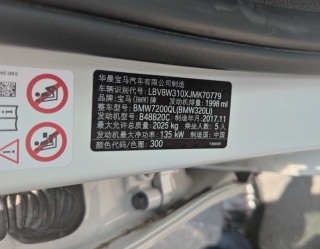 华晨宝马汽车有限公司制造
车辆识别代号: LBV8W310XJMK70779
品牌: 宝马(BMW)牌 发动机排量: 1998 ml
整车型号: BMW7200QL(BMW320Li)
发动机型号: B48B20C 制造年月: 2017.11
最大允许总质量: 2025 kg 乘坐人数: 5 人
发动机最大净功率: 135 kW 制造国: 中国
颜色代码/色彩: 300